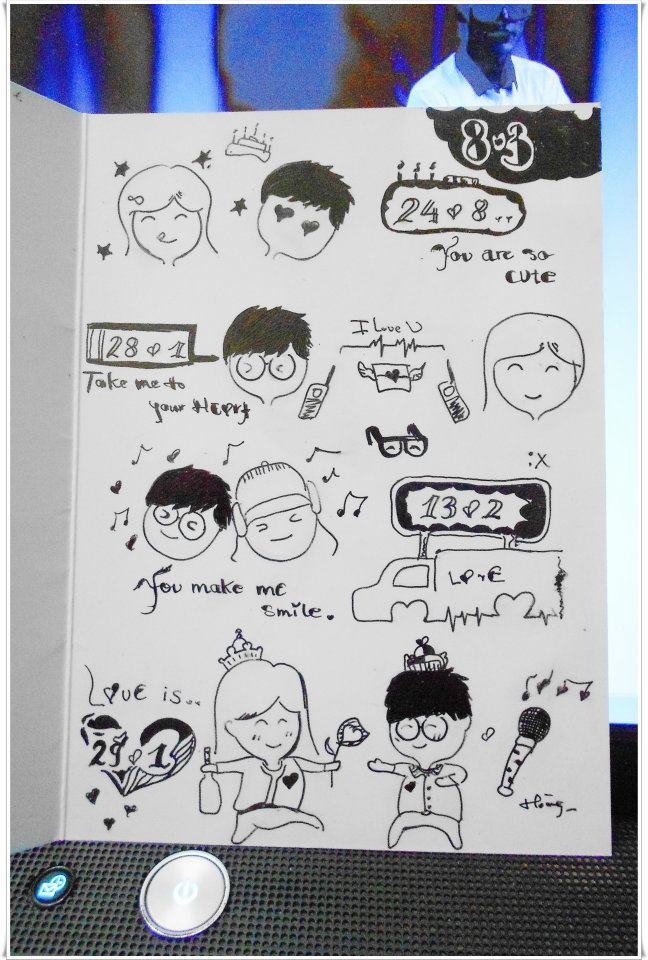 8♥3
24♥8..
You are so
cute
28♥1
Take me to
your Heart
I Love U
:X
13♥2
LOVE
You make me
smile.
Love is..
29♥1